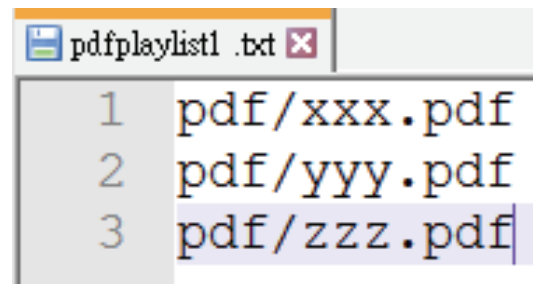 pdfplaylist1 .txt
1 pdf/xxx.pdf
2 pdf/yyy.pdf
3 pdf/zzz.pdf